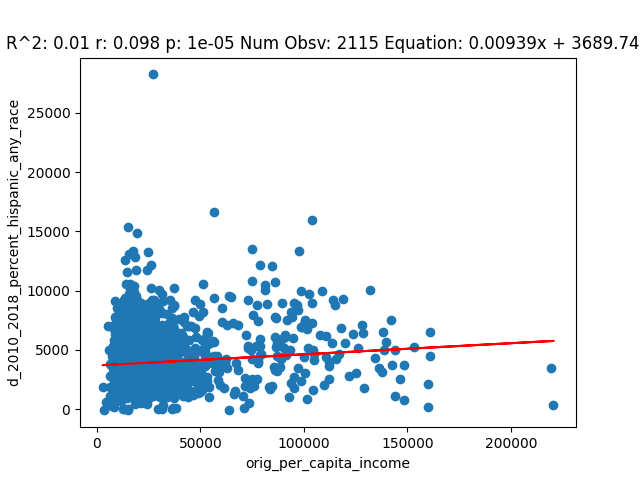 R^2: 0.01 r: 0.098 p: 1e-05 Num Obsv: 2115 Equation: 0.00939x + 3689.74
d_2010_2018_percent_hispanic_any_race
25000
20000
15000
10000
5000
0
0 50000 100000 150000 200000
orig_per_capita_income